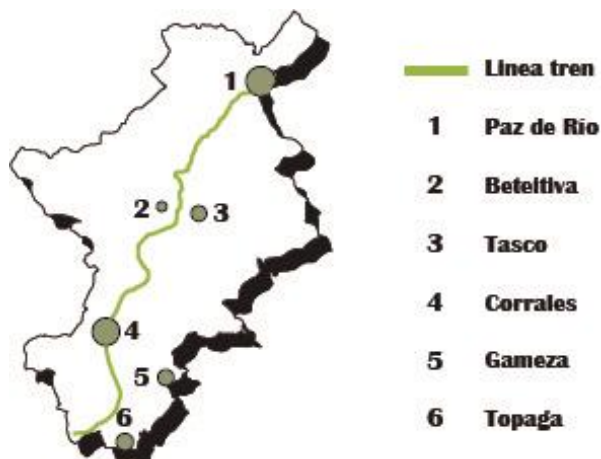 Linea tren
1 Paz de Río
2 Beteitiva
3 Tasco
4 Corrales
5 Gameza
6 Topaga
1
2
3
4
5
6